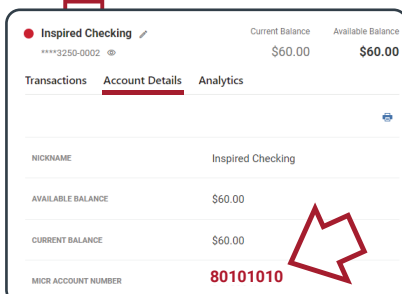 Inspired Checking Current Balance Available Balance
****3250-0002 $60.00 $60.00
Transactions Account Details Analytics
NICKNAME Inspired Checking
AVAILABLE BALANCE $60.00
CURRENT BALANCE $60.00
MICR ACCOUNT NUMBER 80101010